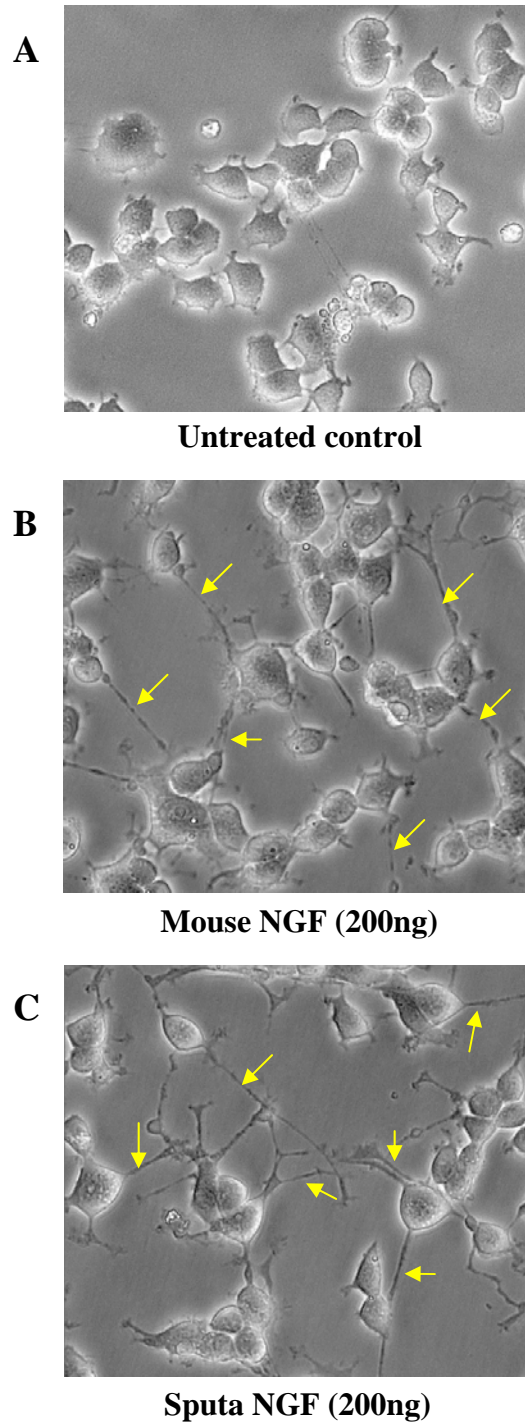 A
Untreated control
B
Mouse NGF (200ng)
C
Sputa NGF (200ng)